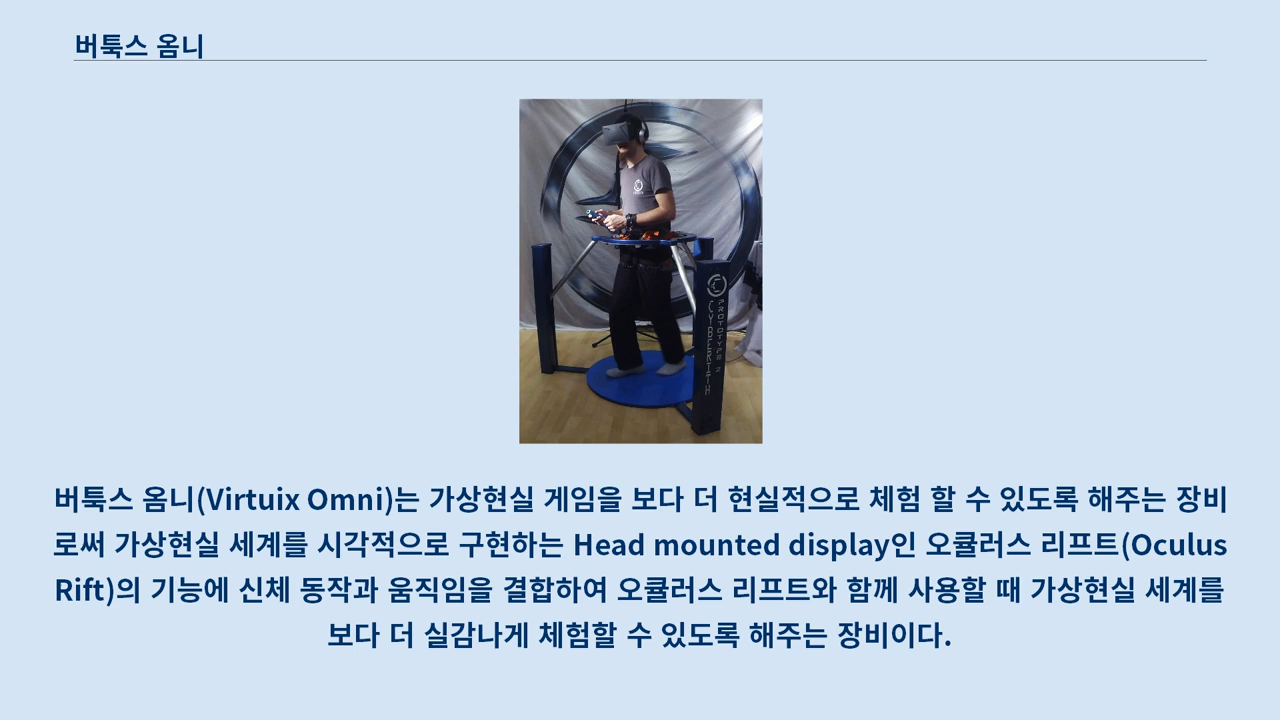 버툭스 옴니
PROTOTYPE 2
CYBERITH
버툭스 옴니(Virtuix Omni)는 가상현실 게임을 보다 더 현실적으로 체험 할 수 있도록 해주는 장비
로써 가상현실 세계를 시각적으로 구현하는 Head mounted display인 오큘러스 리프트(Oculus
Rift)의 기능에 신체 동작과 움직임을 결합하여 오큘러스 리프트와 함께 사용할 때 가상현실 세계를
보다 더 실감나게 체험할 수 있도록 해주는 장비이다.